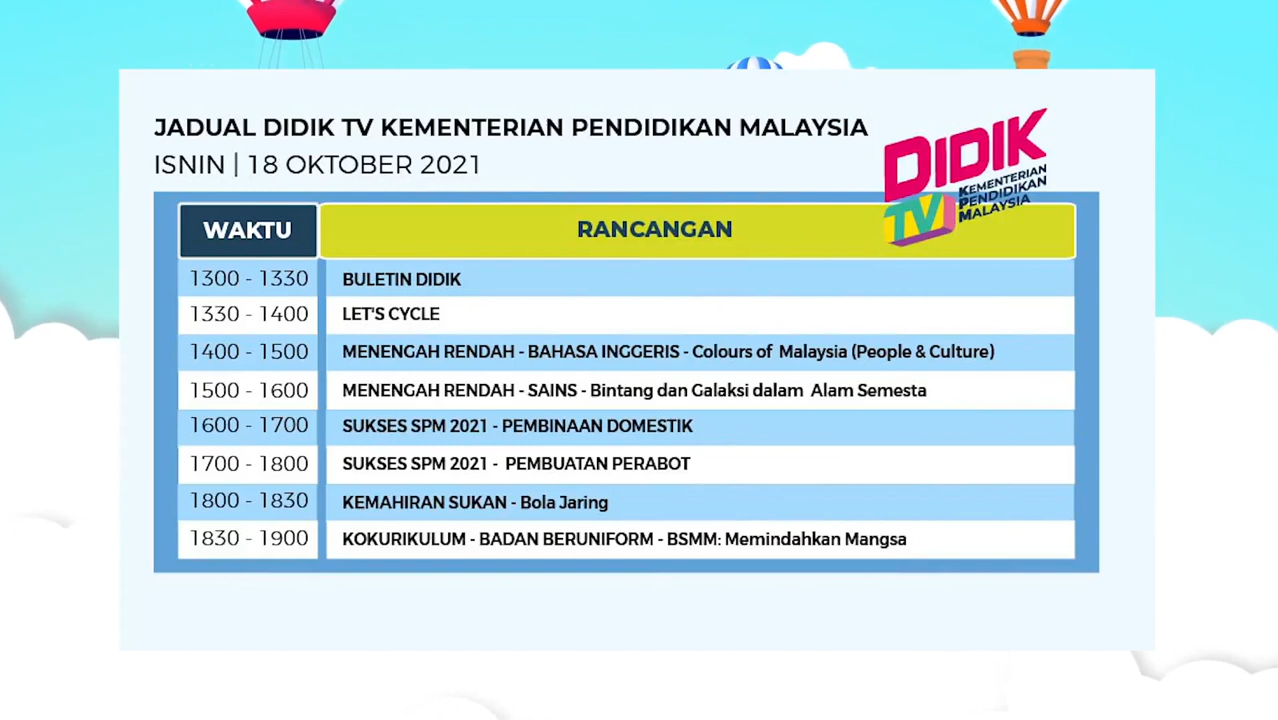 JADUAL DIDIK TV KEMENTERIAN PENDIDIKAN MALAYSIA
ISNIN | 18 OKTOBER 2021
DIDIK
TV
KEMENTERIAN
PENDIDIKAN
MALAYSIA
WAKTU RANCANGAN
1300 - 1330 BULETIN DIDIK
1330 - 1400 LET'S CYCLE
1400 - 1500 MENENGAH RENDAH - BAHASA INGGERIS - Colours of Malaysia (People & Culture)
1500 - 1600 MENENGAH RENDAH - SAINS - Bintang dan Galaksi dalam Alam Semesta
1600 - 1700 SUKSES SPM 2021 - PEMBINAAN DOMESTIK
1700 - 1800 SUKSES SPM 2021 - PEMBUATAN PERABOT
1800 - 1830 KEMAHIRAN SUKAN - Bola Jaring
1830 - 1900 KOKURIKULUM - BADAN BERUNIFORM - BSMM: Memindahkan Mangsa